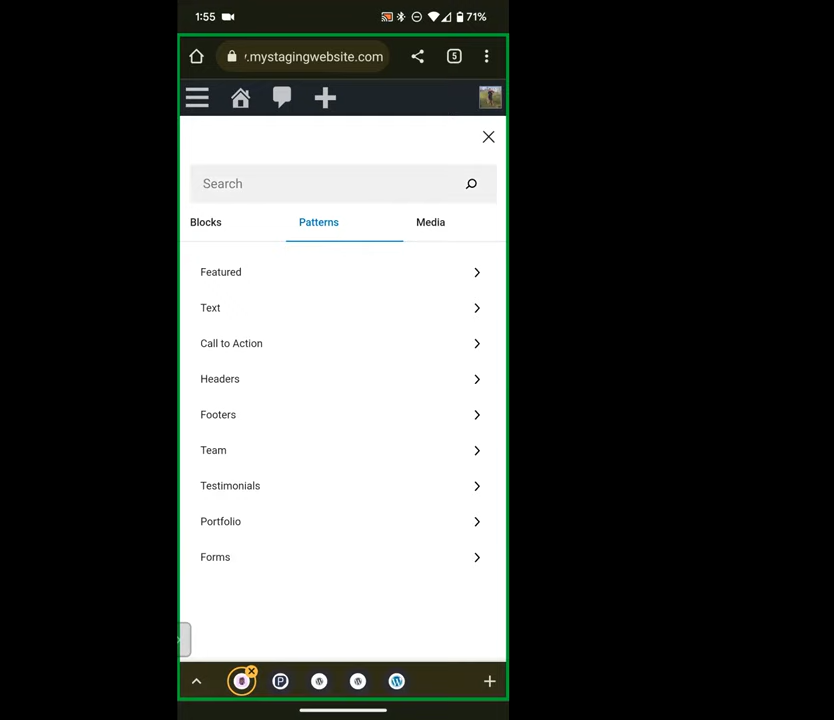 1:55 71%
.mystagingwebsite.com 5
Search
Blocks Patterns Media
Featured
Text
Call to Action
Headers
Footers
Team
Testimonials
Portfolio
Forms